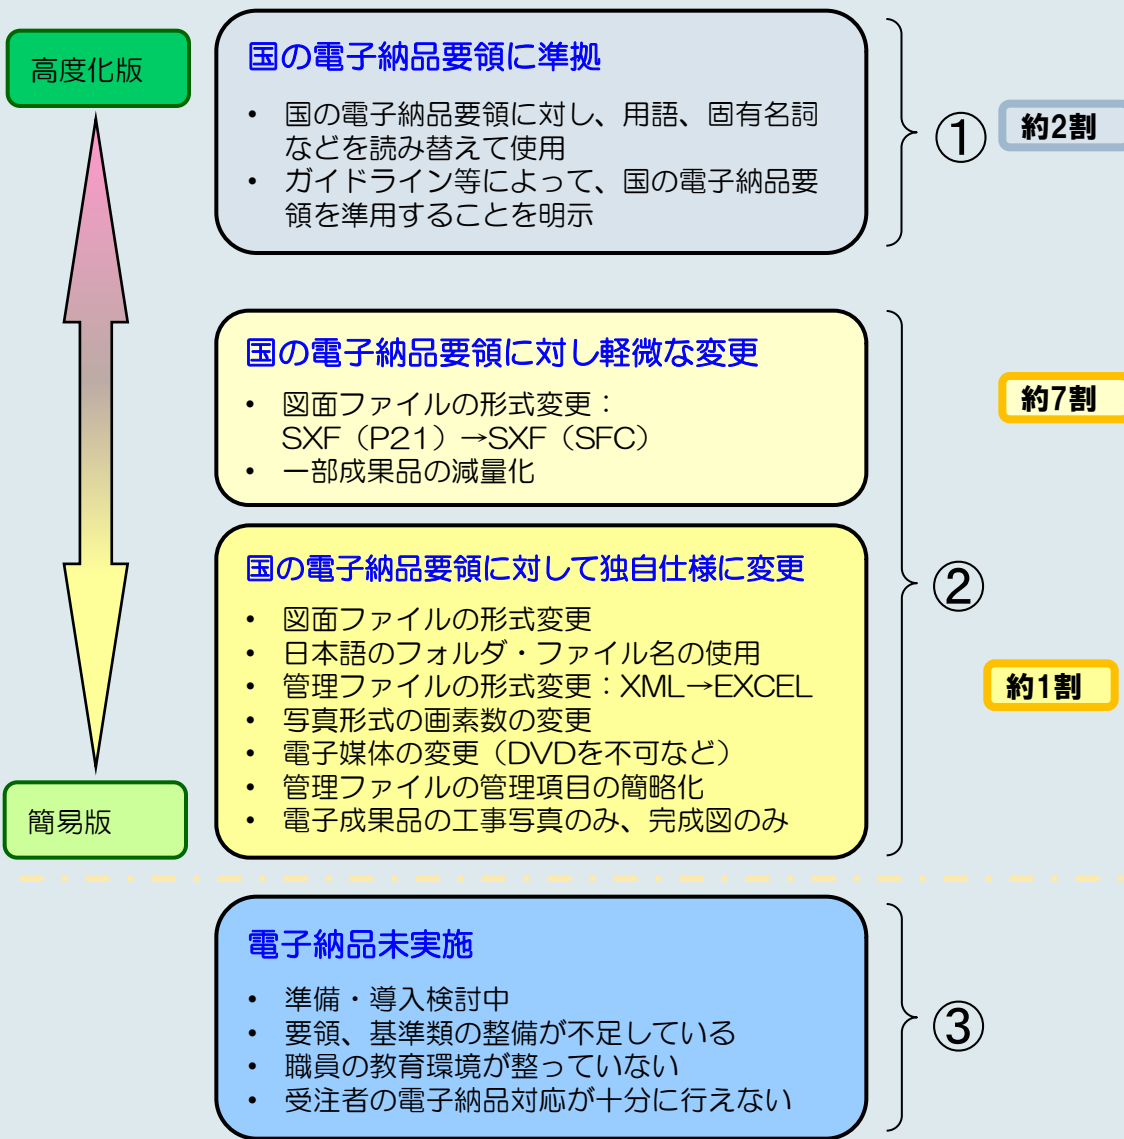 高度化版
国の電子納品要領に準拠
• 国の電子納品要領に対し、用語、固有名詞
などを読み替えて使用
• ガイドライン等によって、国の電子納品要
領を準用することを明示
①
約2割
国の電子納品要領に対し軽微な変更
• 図面ファイルの形式変更：
SXF（P21）→SXF（SFC）
• 一部成果品の減量化
約7割
国の電子納品要領に対して独自仕様に変更
• 図面ファイルの形式変更
• 日本語のフォルダ・ファイル名の使用
• 管理ファイルの形式変更：XML→EXCEL
• 写真形式の画素数の変更
• 電子媒体の変更（DVDを不可など）
• 管理ファイルの管理項目の簡略化
• 電子成果品の工事写真のみ、完成図のみ
②
約1割
簡易版
電子納品未実施
• 準備・導入検討中
• 要領、基準類の整備が不足している
• 職員の教育環境が整っていない
• 受注者の電子納品対応が十分に行えない
③